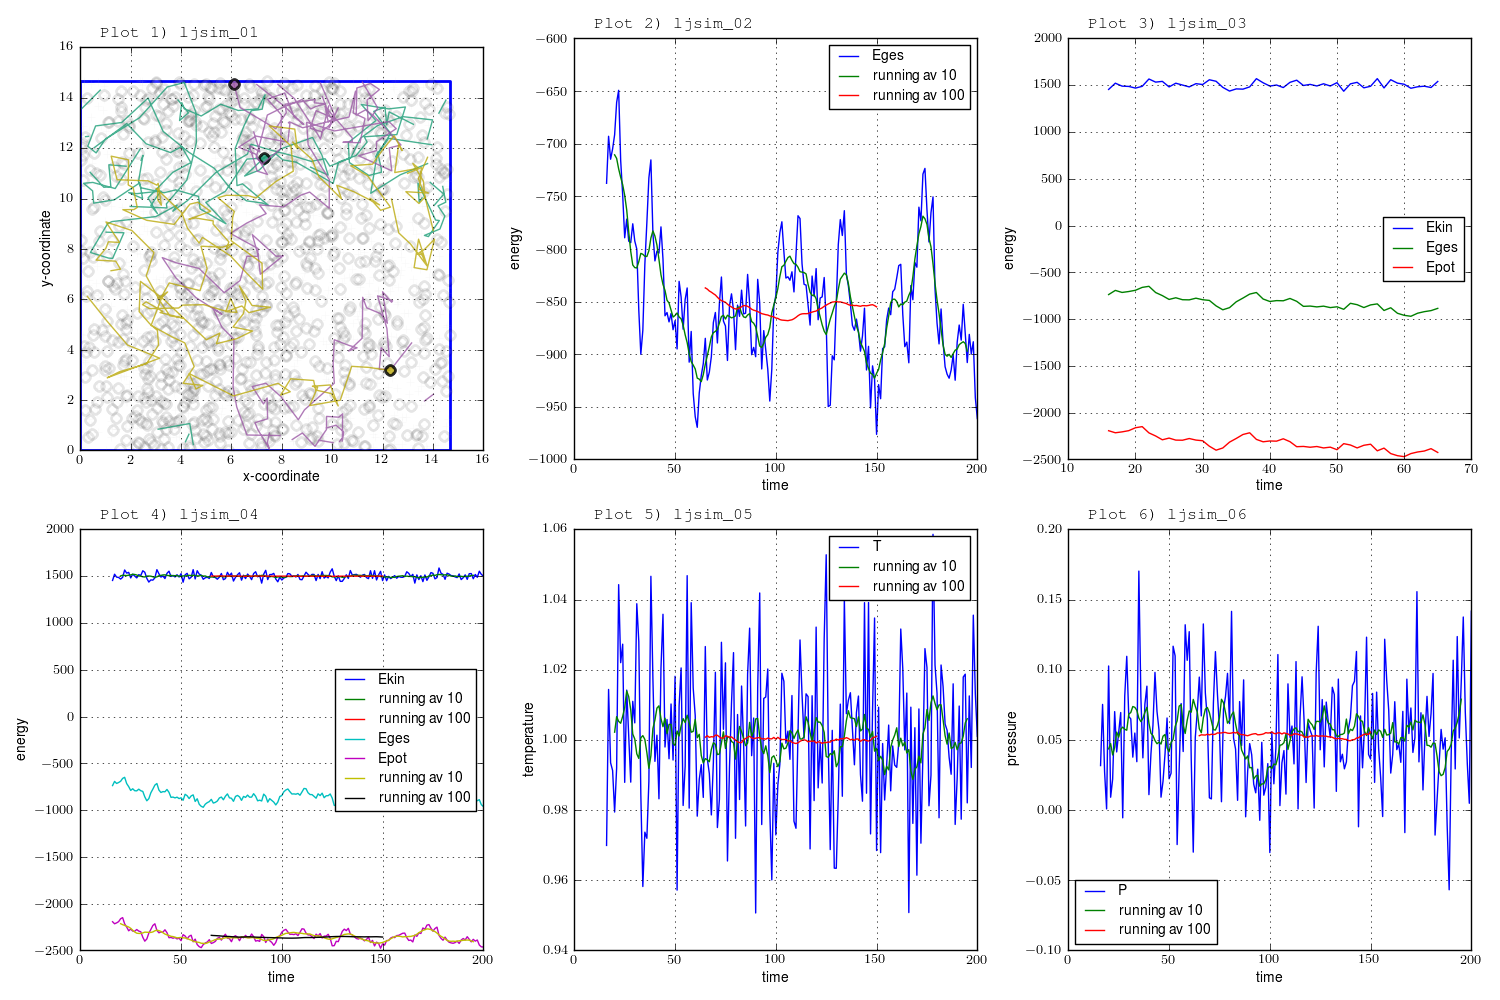 Plot 1) ljsim_01
16
14
12
10
8
6
4
2
0
0 2 4 6 8 10 12 14 16
x-coordinate
y-coordinate
Plot 2) ljsim_02
−600
−650
−700
−750
−800
−850
−900
−950
−1000
0 50 100 150 200
time
energy
Eges
running av 10
running av 100
Plot 3) ljsim_03
2000
1500
1000
500
0
−500
−1000
−1500
−2000
−2500
10 20 30 40 50 60 70
time
energy
Ekin
Eges
Epot
Plot 4) ljsim_04
2000
1500
1000
500
0
−500
−1000
−1500
−2000
−2500
0 50 100 150 200
time
energy
Ekin
running av 10
running av 100
Eges
Epot
running av 10
running av 100
Plot 5) ljsim_05
1.06
1.04
1.02
1.00
0.98
0.96
0.94
0 50 100 150 200
time
temperature
T
running av 10
running av 100
Plot 6) ljsim_06
0.20
0.15
0.10
0.05
0.00
−0.05
−0.10
0 50 100 150 200
time
pressure
P
running av 10
running av 100